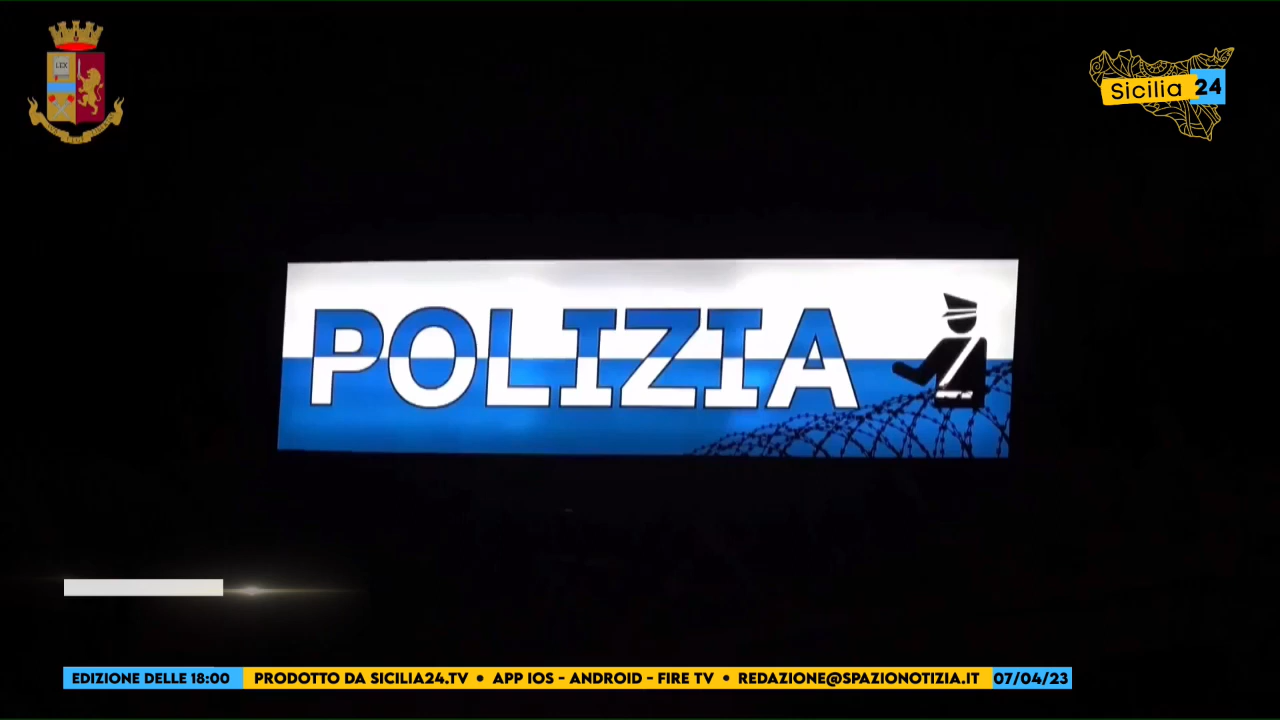 LEX
Sicilia 24
POLIZIA
EDIZIONE DELLE 18:00 PRODOTTO DA SICILIA24.TV • APP IOS - ANDROID - FIRE TV • REDAZIONE@SPAZIONOTIZIA.IT 07/04/23